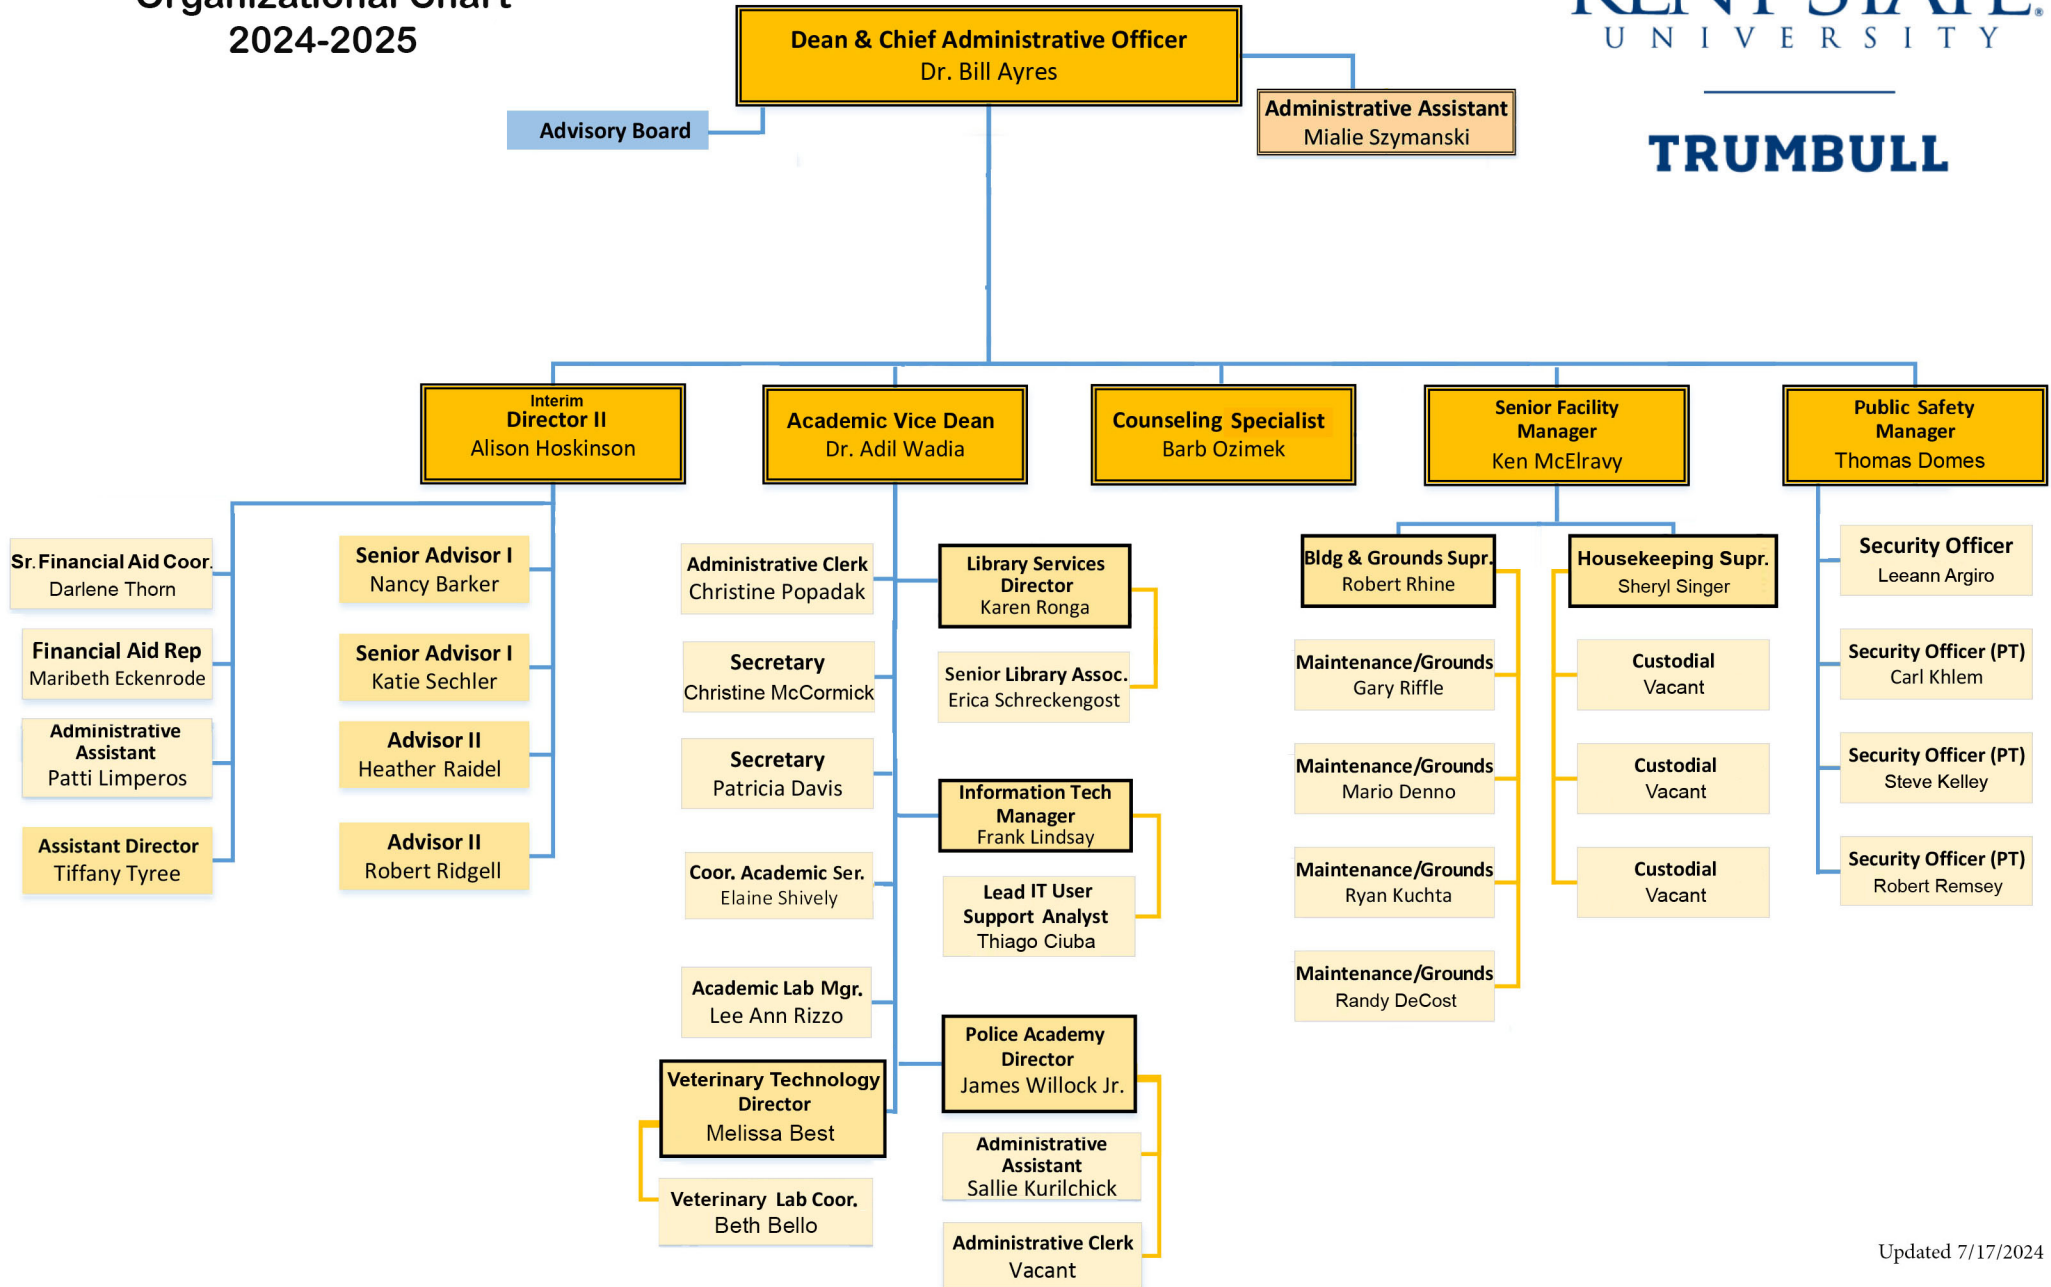 Organizational Chart
2024-2025
KENT STATE®
UNIVERSITY
TRUMBULL
Dean & Chief Administrative Officer
Dr. Bill Ayres
Administrative Assistant
Mialie Szymanski
Advisory Board
Interim
Director II
Alison Hoskinson
Academic Vice Dean
Dr. Adil Wadia
Counseling Specialist
Barb Ozimek
Senior Facility
Manager
Ken McElravy
Public Safety
Manager
Thomas Domes
Sr. Financial Aid Coor.
Darlene Thorn
Financial Aid Rep
Maribeth Eckenrode
Administrative
Assistant
Patti Limperos
Assistant Director
Tiffany Tyree
Senior Advisor I
Nancy Barker
Senior Advisor I
Katie Sechler
Advisor II
Heather Raidel
Advisor II
Robert Ridgell
Administrative Clerk
Christine Popadak
Secretary
Christine McCormick
Secretary
Patricia Davis
Coor. Academic Ser.
Elaine Shively
Academic Lab Mgr.
Lee Ann Rizzo
Veterinary Technology
Director
Melissa Best
Veterinary Lab Coor.
Beth Bello
Library Services
Director
Karen Ronga
Senior Library Assoc.
Erica Schreckengost
Information Tech
Manager
Frank Lindsay
Lead IT User
Support Analyst
Thiago Ciuba
Police Academy
Director
James Willock Jr.
Administrative
Assistant
Sallie Kurilchick
Administrative Clerk
Vacant
Bldg & Grounds Supr.
Robert Rhine
Maintenance/Grounds
Gary Riffle
Maintenance/Grounds
Mario Denno
Maintenance/Grounds
Ryan Kuchta
Maintenance/Grounds
Randy DeCost
Housekeeping Supr.
Sheryl Singer
Custodial
Vacant
Custodial
Vacant
Custodial
Vacant
Security Officer
Leeann Argiro
Security Officer (PT)
Carl Khlem
Security Officer (PT)
Steve Kelley
Security Officer (PT)
Robert Remsey
Updated 7/17/2024